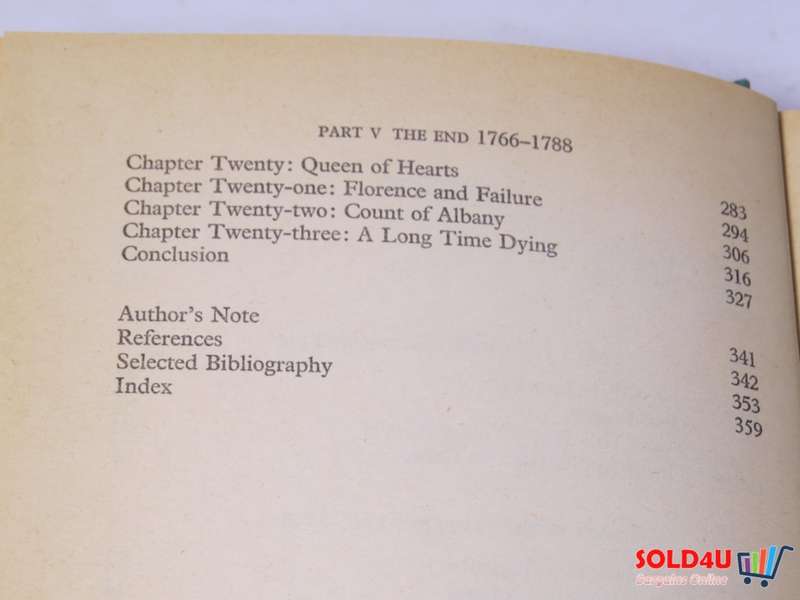 PART V THE END 1766–1788
Chapter Twenty: Queen of Hearts 283
Chapter Twenty-one: Florence and Failure 294
Chapter Twenty-two: Count of Albany 306
Chapter Twenty-three: A Long Time Dying 316
Conclusion 327
Author's Note 341
References 342
Selected Bibliography 353
Index 359
SOLD4U
Bargains Online